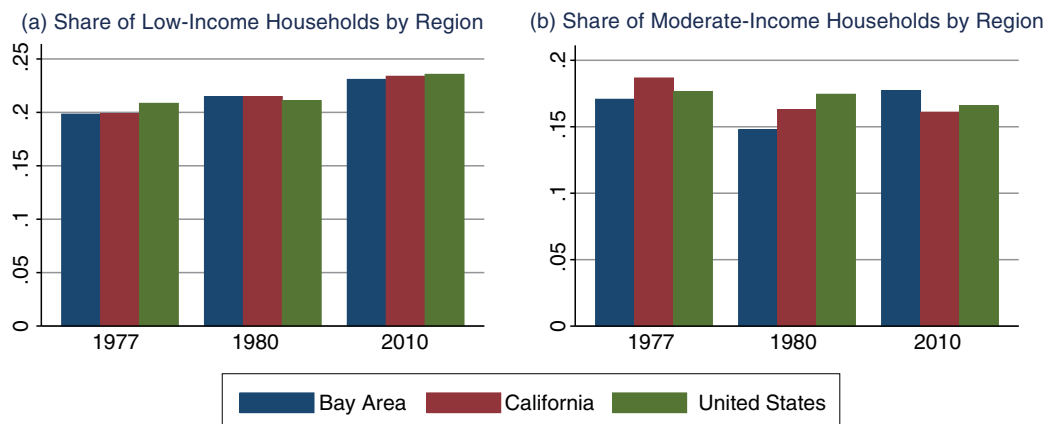 (a) Share of Low-Income Households by Region
.25
.2
.15
.1
.05
0
1977 1980 2010
(b) Share of Moderate-Income Households by Region
.2
.15
.1
.05
0
1977 1980 2010
Bay Area California United States